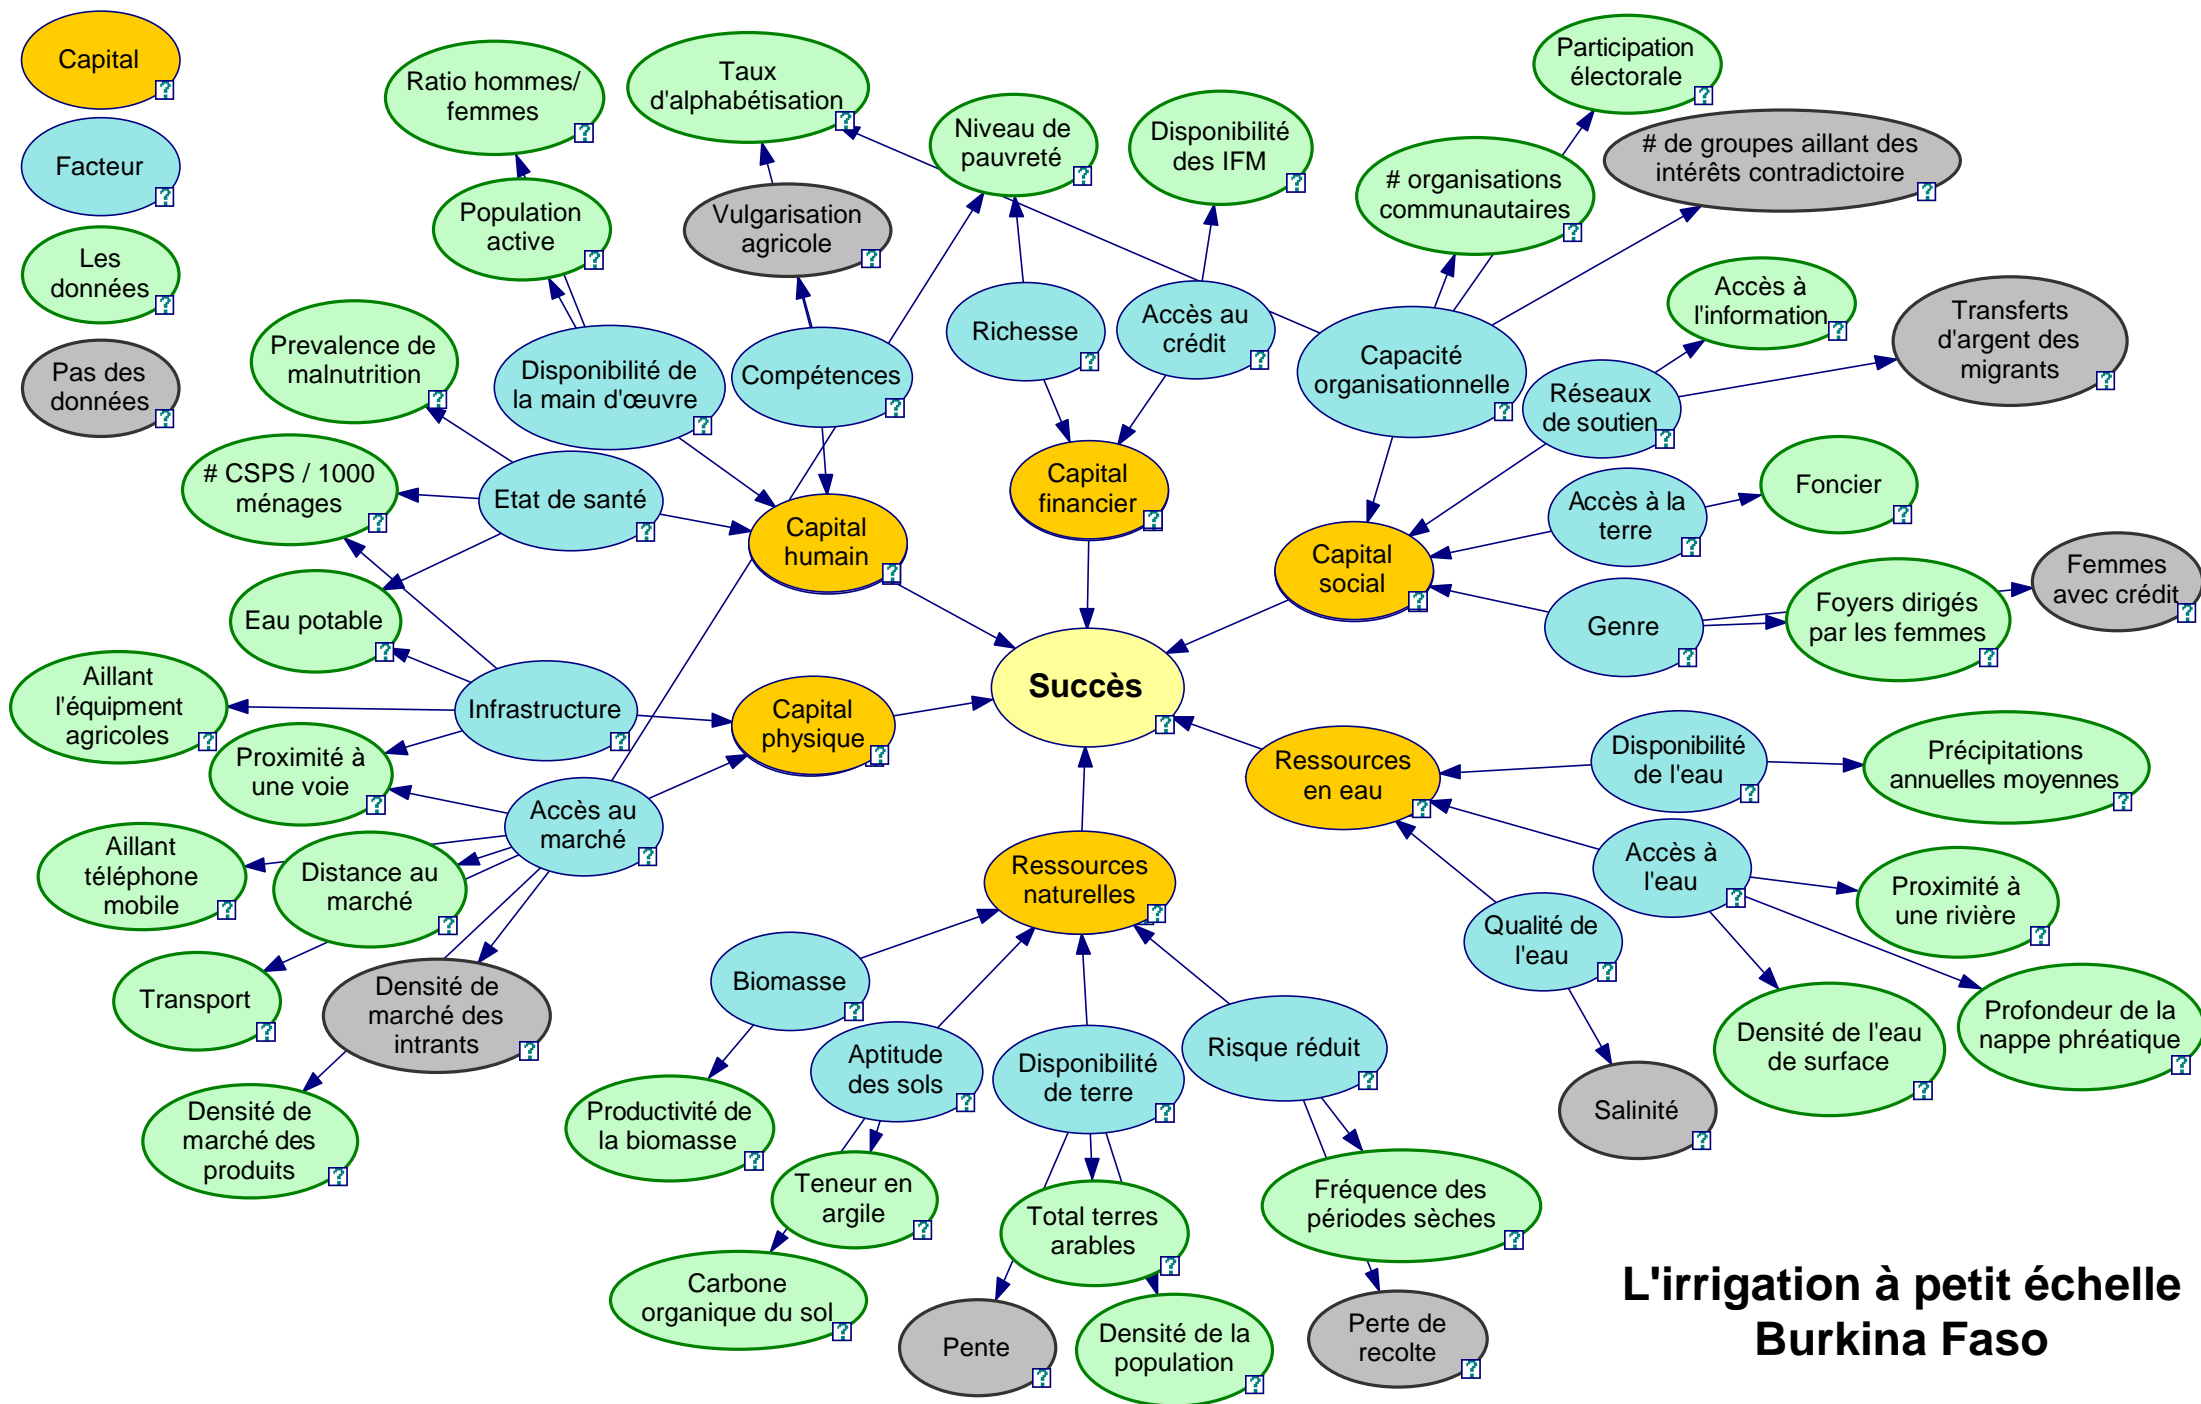 Capital
Facteur
Les
données
Pas des
données
Ratio hommes/
femmes
Taux
d'alphabétisation
Niveau de
pauvreté
Disponibilité
des IFM
Participation
électorale
# organisations
communautaires
# de groupes aillant des
intérêts contradictoire
Population
active
Vulgarisation
agricole
Accès à
l'information
Transferts
d'argent des
migrants
Prevalence de
malnutrition
Disponibilité de
la main d'œuvre
Compétences
Richesse
Accès au
crédit
Capacité
organisationnelle
Réseaux
de soutien
# CSPS / 1000
ménages
Etat de santé
Capital
humain
Capital
financier
Capital
social
Accès à la
terre
Foncier
Femmes
avec crédit
Eau potable
Genre
Foyers dirigés
par les femmes
Aillant
l'équipment
agricoles
Infrastructure
Capital
physique
Succès
Ressources
en eau
Disponibilité
de l'eau
Précipitations
annuelles moyennes
Proximité à
une voie
Accès au
marché
Aillant
téléphone
mobile
Distance au
marché
Ressources
naturelles
Accès à
l'eau
Proximité à
une rivière
Qualité de
l'eau
Transport
Densité de
marché des
intrants
Biomasse
Aptitude
des sols
Disponibilité
de terre
Risque réduit
Densité de l'eau
de surface
Profondeur de la
nappe phréatique
Salinité
Densité de
marché des
produits
Productivité de
la biomasse
Teneur en
argile
Total terres
arables
Fréquence des
périodes sèches
Carbone
organique du sol
Pente
Densité de la
population
Perte de
recolte
L'irrigation à petit échelle
Burkina Faso